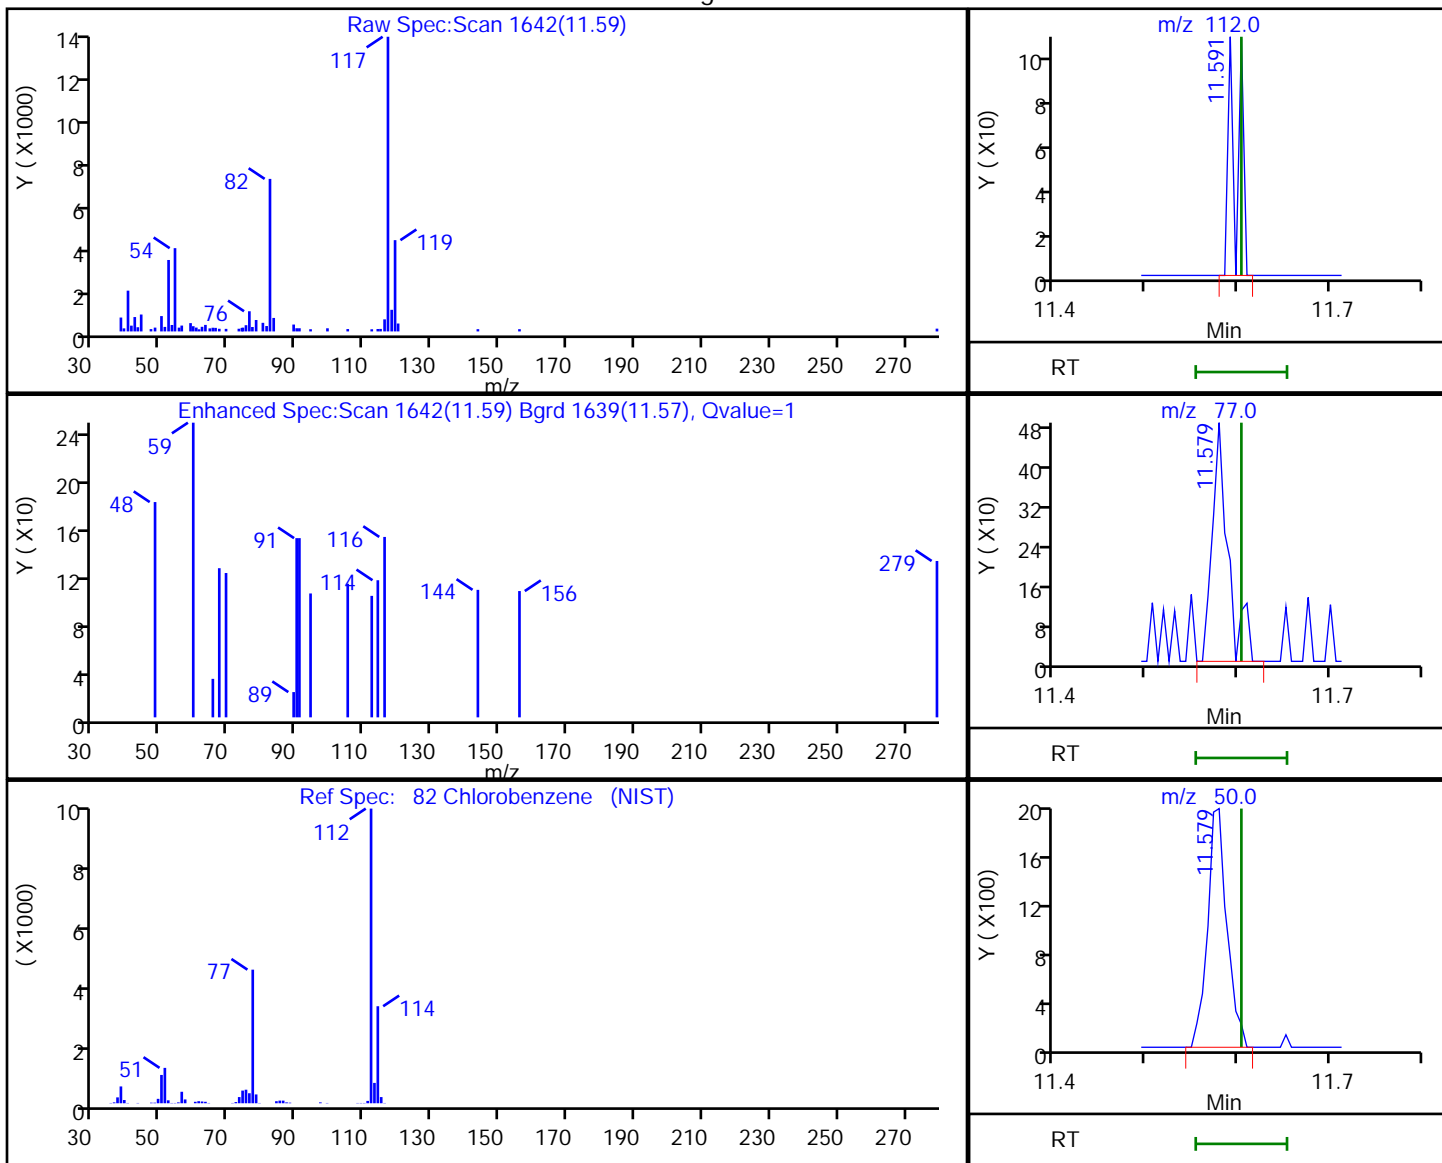 Raw Spec:Scan 1642(11.59)
14
12
10
8
6
4
2
0
Y ( X1000)
117
82
54
119
76
30 50 70 90 110 130 150 170 190 210 230 250 270
m/z
m/z 112.0
10
8
6
4
2
0
Y ( X10)
11.591
11.4 11.7
Min
RT
Enhanced Spec:Scan 1642(11.59) Bgrd 1639(11.57), Qvalue=1
24
20
16
12
8
4
0
Y ( X10)
59
48
91
116
114
144
156
279
89
30 50 70 90 110 130 150 170 190 210 230 250 270
m/z
m/z 77.0
48
40
32
24
16
8
0
Y ( X10)
11.579
11.4 11.7
Min
RT
Ref Spec: 82 Chlorobenzene (NIST)
10
8
6
4
2
0
( X1000)
112
77
114
51
30 50 70 90 110 130 150 170 190 210 230 250 270
m/z 50.0
20
16
12
8
4
0
Y ( X100)
11.579
11.4 11.7
Min
RT